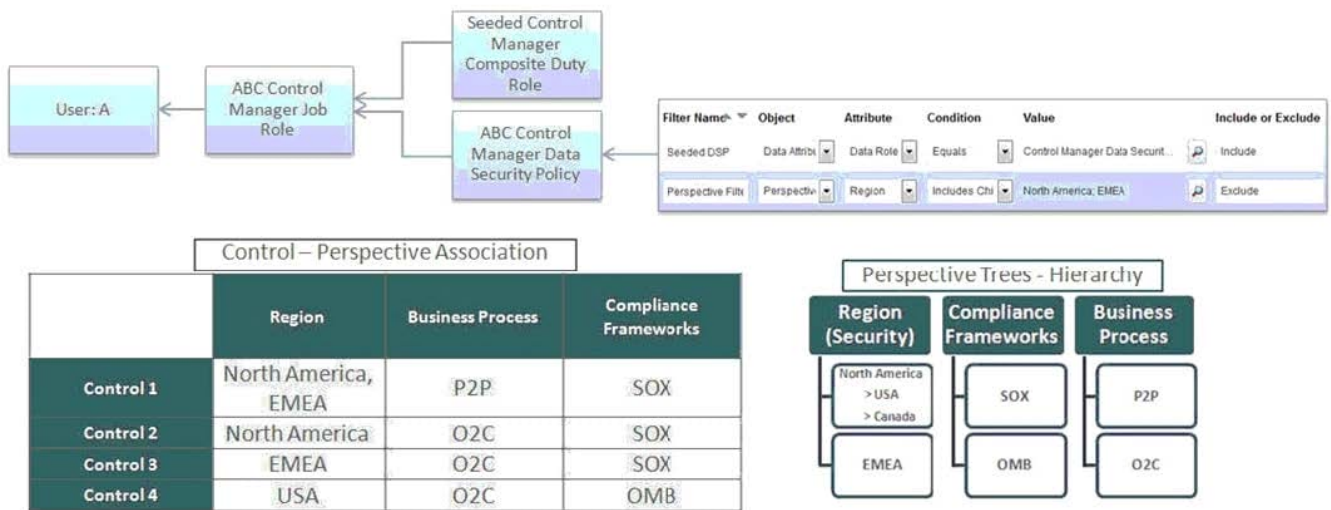 Seeded Control
Manager
Composite Duty
Role
User: A
ABC Control
Manager Job
Role
ABC Control
Manager Data
Security Policy
Filter Name Object Attribute Condition Value Include or Exclude
Seeded DSP Data Attribu Data Role Equals Control Manager Data Securit... Include
Perspective Filte Perspectiv Region Includes Chi North America; EMEA Exclude
Control – Perspective Association
Region Business Process Compliance
Frameworks
Control 1 North America,
EMEA P2P SOX
Control 2 North America O2C SOX
Control 3 EMEA O2C SOX
Control 4 USA O2C OMB
Perspective Trees - Hierarchy
Region
(Security)
Compliance
Frameworks
Business
Process
North America
> USA
> Canada
SOX
P2P
EMEA
OMB
O2C